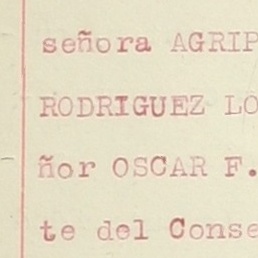 señora AGRIP
RODRIGUEZ LO
ñor OSCAR F.
te del Conse